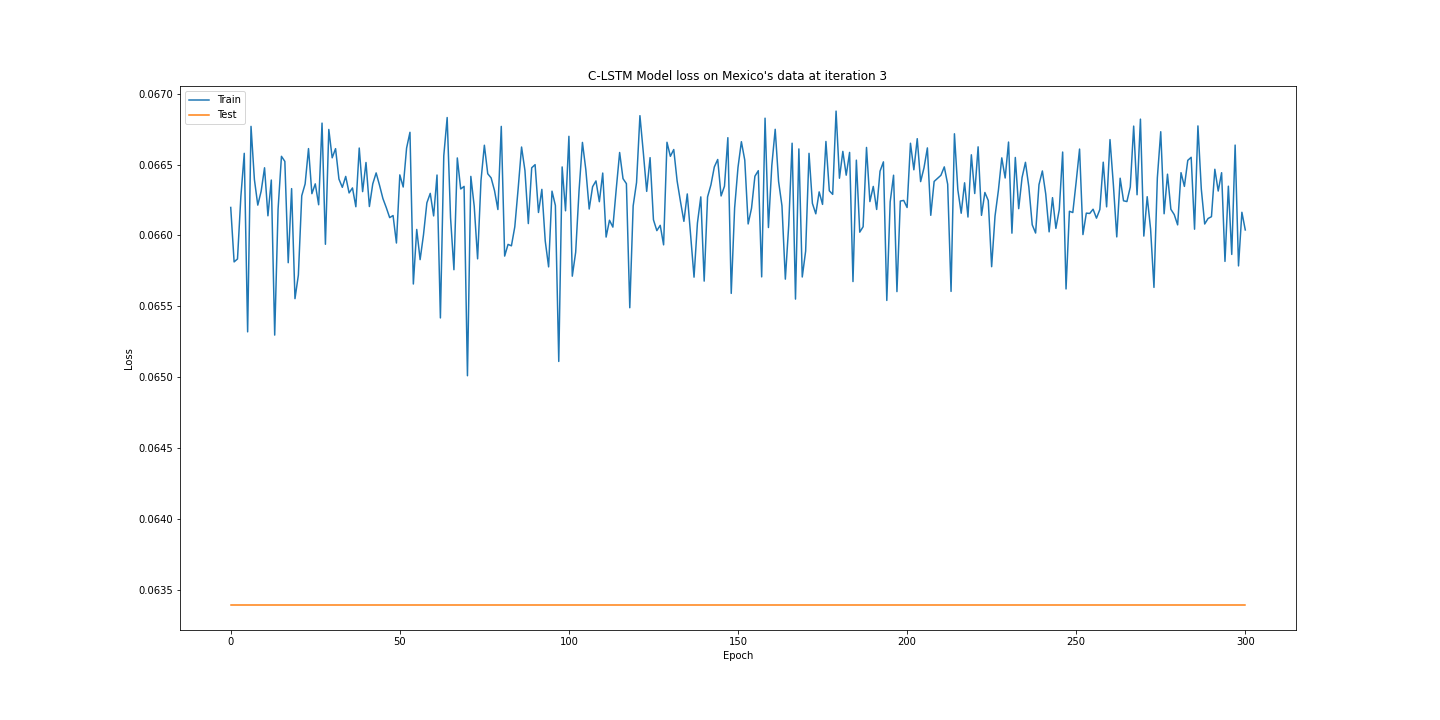 C-LSTM Model loss on Mexico's data at iteration 3
Train
Test
0.0670
0.0665
0.0660
0.0655
0.0650
0.0645
0.0640
0.0635
Loss
0 50 100 150 200 250 300
Epoch